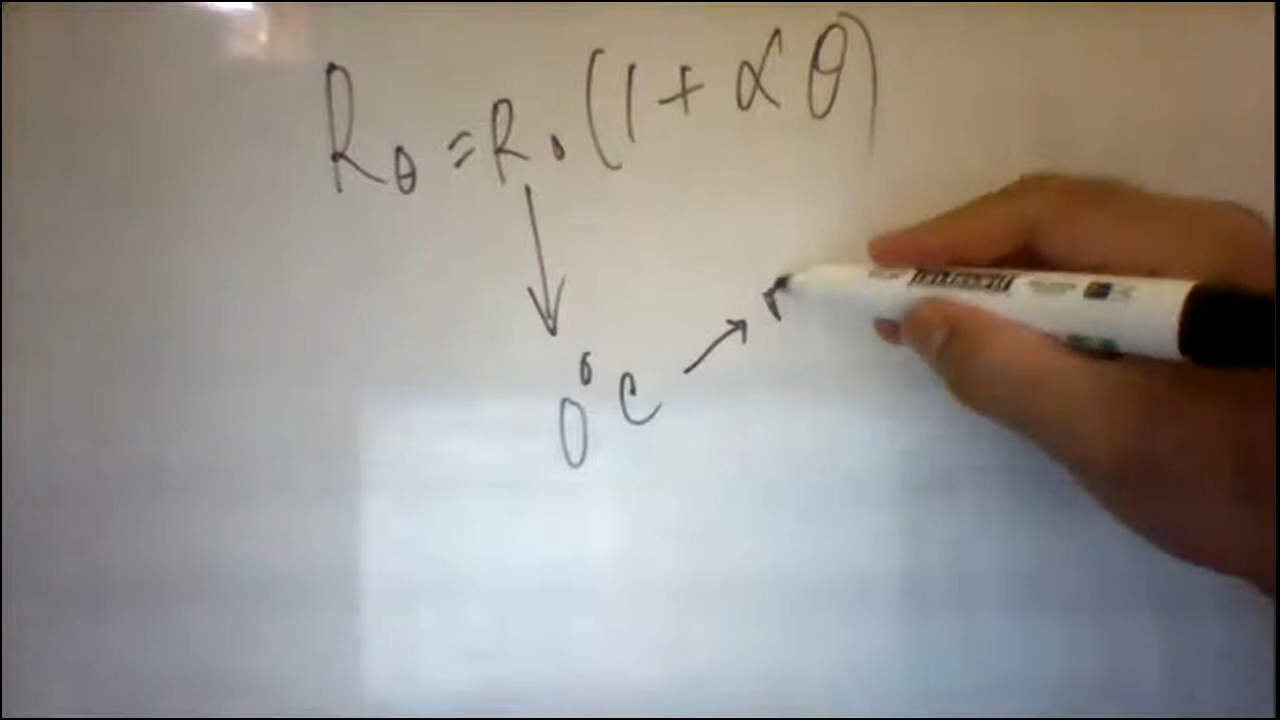 Rθ = R₀ (1 + αθ)
0°C